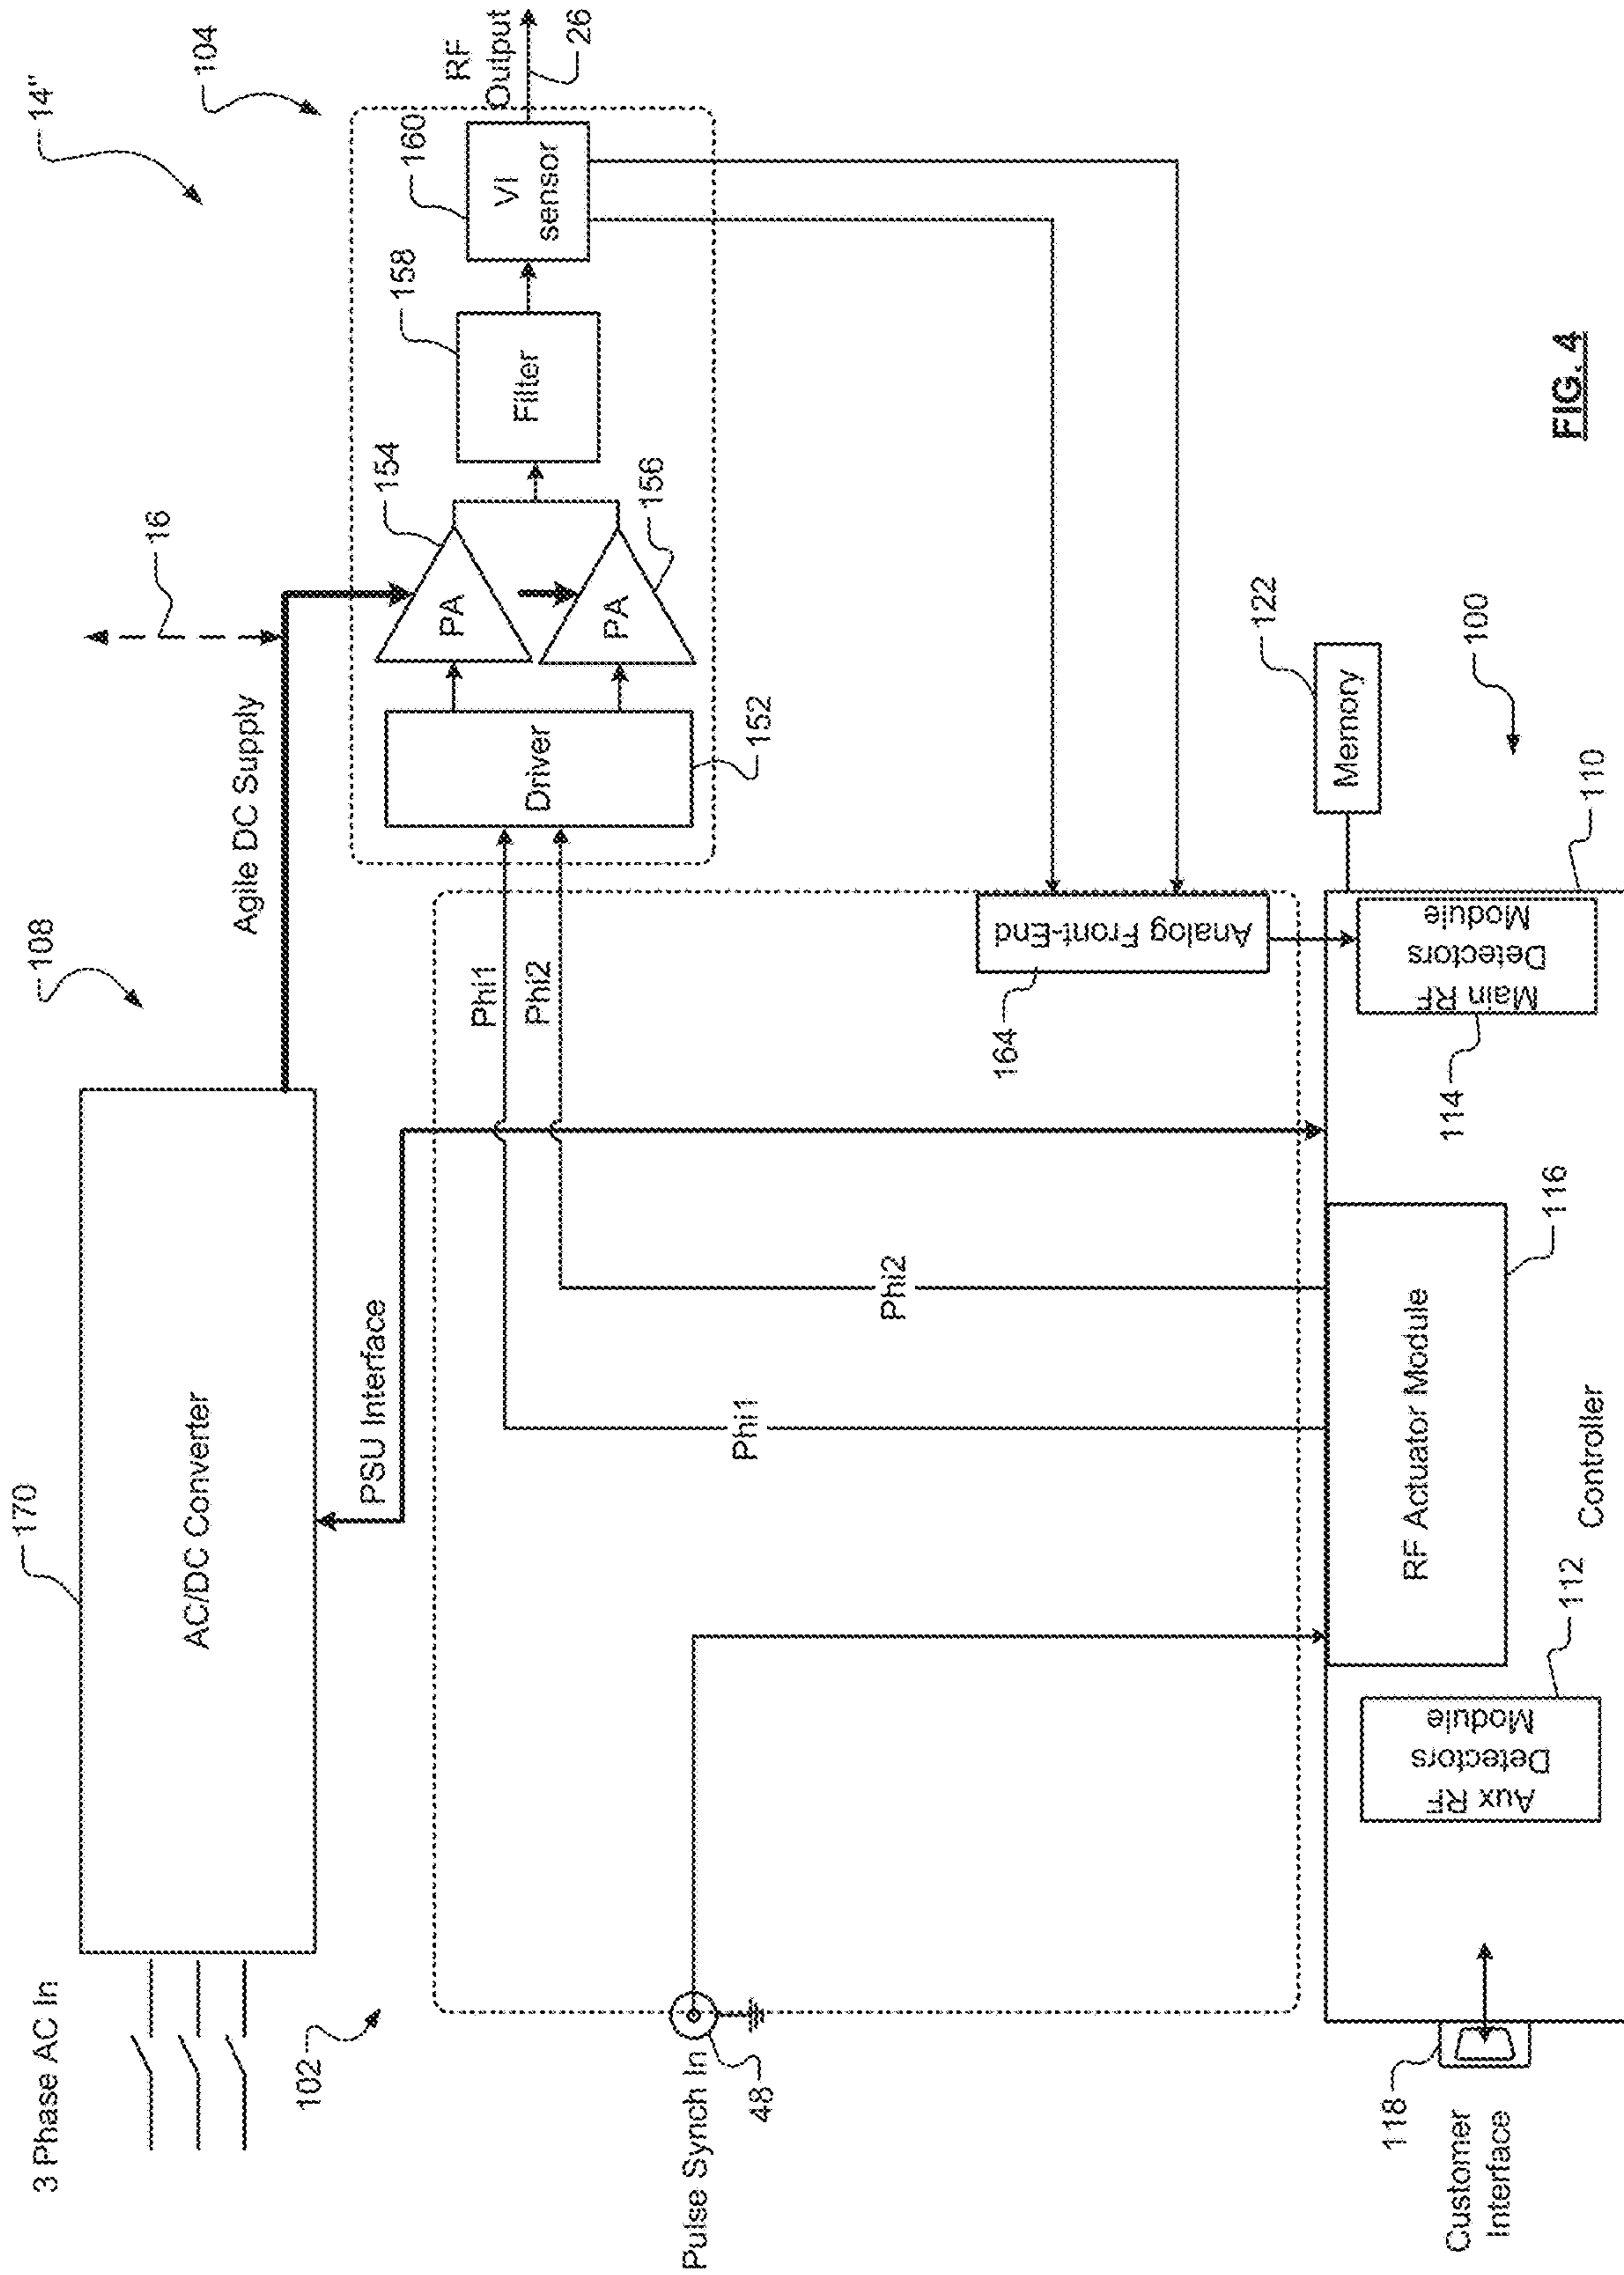 3 Phase AC In
170
AC/DC Converter
108
Agile DC Supply
16
14"
104
102
PSU Interface
Phi1
Phi2
Phi1
Phi2
Driver
152
PA
154
PA
156
Filter
158
VI
sensor
160
RF
Output
26
Pulse Synch In
48
Analog Front-End
164
Memory
122
100
110
Main RF
Detectors
Module
114
RF Actuator Module
116
Aux RF
Detectors
Module
112
Controller
118
Customer
Interface
FIG. 4